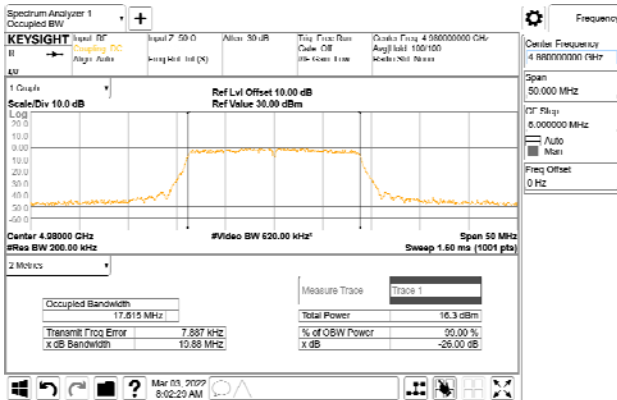 Spectrum Analyzer 1
Occupied BW
Frequency
KEYSIGHT
Input: RF
Coupling: DC
Align: Auto
Input Z: 50 Ω
Freq Ref: Int (S)
Atten: 30 dB
Trig: Free Run
Gate: Off
#IF Gain: Low
Center Freq: 4.980000000 GHz
Avg|Hold: 100/100
Radio Std: None
Center Frequency
4.980000000 GHz
Span
50.000 MHz
CF Step
5.000000 MHz
Auto
Man
Freq Offset
0 Hz
1 Graph
Scale/Div 10.0 dB
Ref Lvl Offset 10.00 dB
Ref Value 30.00 dBm
Log
20.0
10.0
0.00
-10.0
-20.0
-30.0
-40.0
-50.0
-60.0
Center 4.98000 GHz
#Res BW 200.00 kHz
#Video BW 620.00 kHz*
Span 50 MHz
Sweep 1.60 ms (1001 pts)
2 Metrics
Measure Trace
Trace 1
Occupied Bandwidth
17.615 MHz
Total Power
16.3 dBm
Transmit Freq Error
7.887 kHz
% of OBW Power
99.00 %
x dB Bandwidth
19.88 MHz
x dB
-26.00 dB
Mar 03, 2022
8:02:29 AM